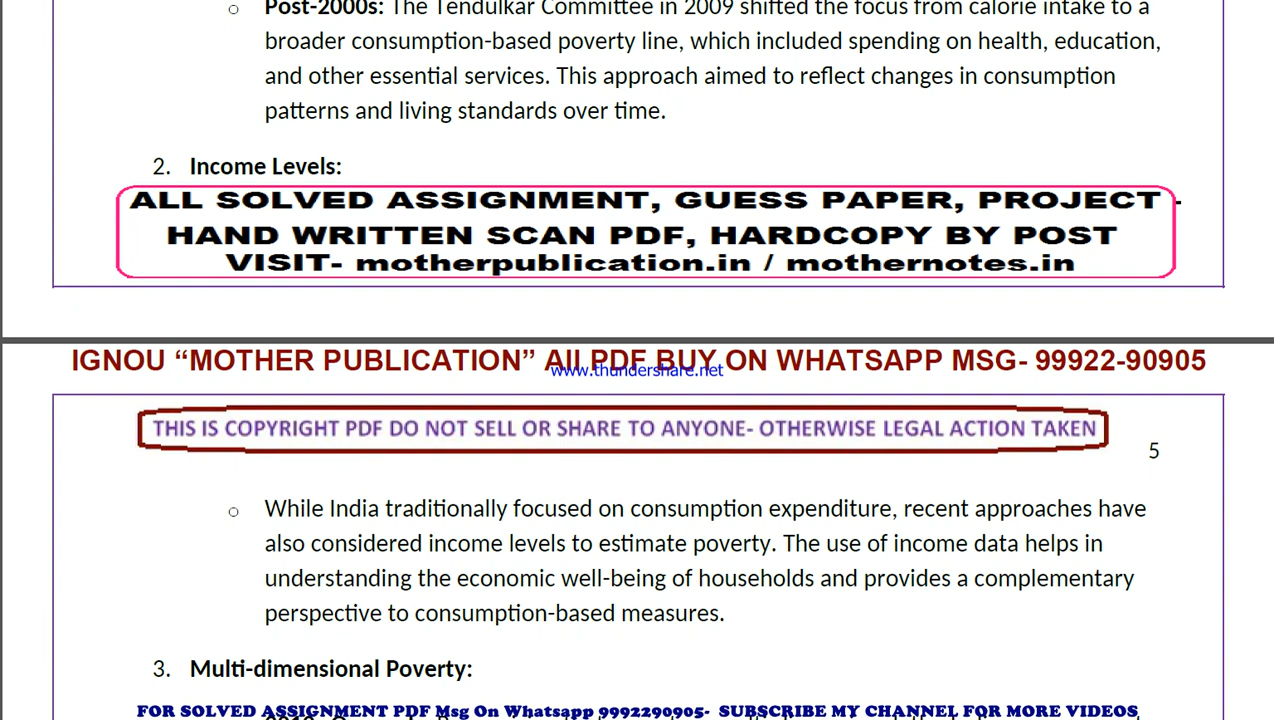 ○ Post-2000s: The Tendulkar Committee in 2009 shifted the focus from calorie intake to a
broader consumption-based poverty line, which included spending on health, education,
and other essential services. This approach aimed to reflect changes in consumption
patterns and living standards over time.
2. Income Levels:
ALL SOLVED ASSIGNMENT, GUESS PAPER, PROJECT -
HAND WRITTEN SCAN PDF, HARDCOPY BY POST
VISIT- motherpublication.in / mothernotes.in
IGNOU “MOTHER PUBLICATION” All PDF BUY ON WHATSAPP MSG- 99922-90905
www.thundershare.net
THIS IS COPYRIGHT PDF DO NOT SELL OR SHARE TO ANYONE- OTHERWISE LEGAL ACTION TAKEN
5
○ While India traditionally focused on consumption expenditure, recent approaches have
also considered income levels to estimate poverty. The use of income data helps in
understanding the economic well-being of households and provides a complementary
perspective to consumption-based measures.
3. Multi-dimensional Poverty:
FOR SOLVED ASSIGNMENT PDF Msg On Whatsapp 9992290905- SUBSCRIBE MY CHANNEL FOR MORE VIDEOS